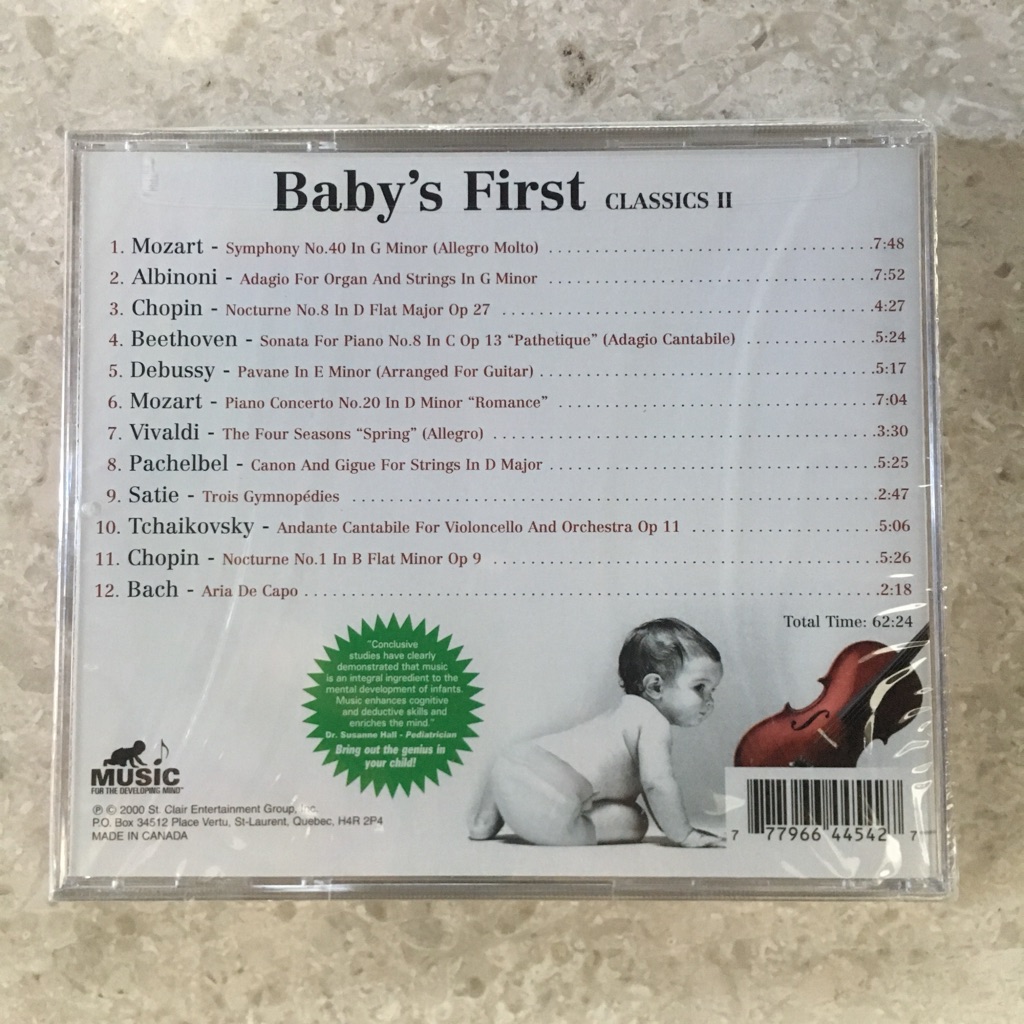 Baby's First CLASSICS II
1. Mozart - Symphony No.40 In G Minor (Allegro Molto) 7:48
2. Albinoni - Adagio For Organ And Strings In G Minor 7:52
3. Chopin - Nocturne No.8 In D Flat Major Op 27 4:27
4. Beethoven - Sonata For Piano No.8 In C Op 13 "Pathetique" (Adagio Cantabile) 5:24
5. Debussy - Pavane In E Minor (Arranged For Guitar) 5:17
6. Mozart - Piano Concerto No.20 In D Minor "Romance" 7:04
7. Vivaldi - The Four Seasons "Spring" (Allegro) 3:30
8. Pachelbel - Canon And Gigue For Strings In D Major 5:25
9. Satie - Trois Gymnopédies 2:47
10. Tchaikovsky - Andante Cantabile For Violoncello And Orchestra Op 11 5:06
11. Chopin - Nocturne No.1 In B Flat Minor Op 9 5:26
12. Bach - Aria De Capo 2:18
Total Time: 62:24
"Conclusive
studies have clearly
demonstrated that music
is an integral ingredient to the
mental development of infants.
Music enhances cognitive
and deductive skills and
enriches the mind."
Dr. Susanne Hall - Pediatrician
Bring out the genius in
your child!
MUSIC
FOR THE DEVELOPING MIND™
℗ © 2000 St. Clair Entertainment Group, Inc.
P.O. Box 34512 Place Vertu, St-Laurent, Quebec, H4R 2P4
MADE IN CANADA
7 77966 44542 7